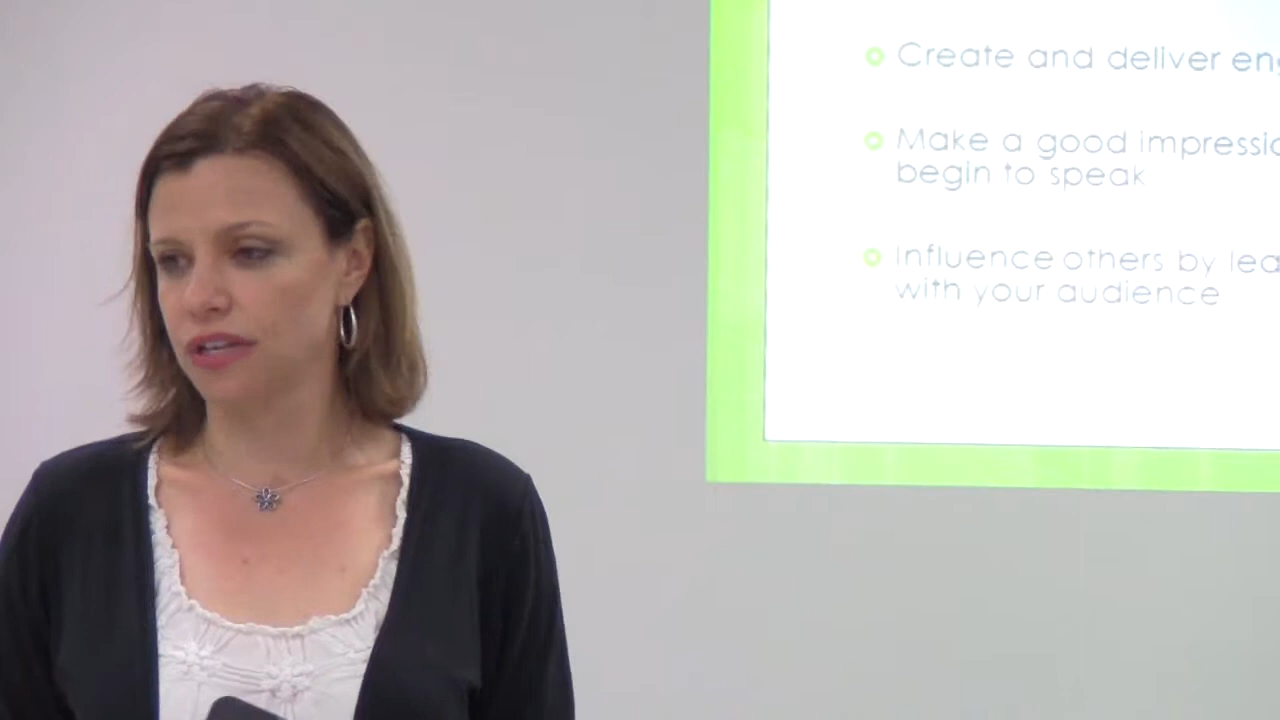 Create and deliver
Make a good
begin to speak
Influence others by
with your audience